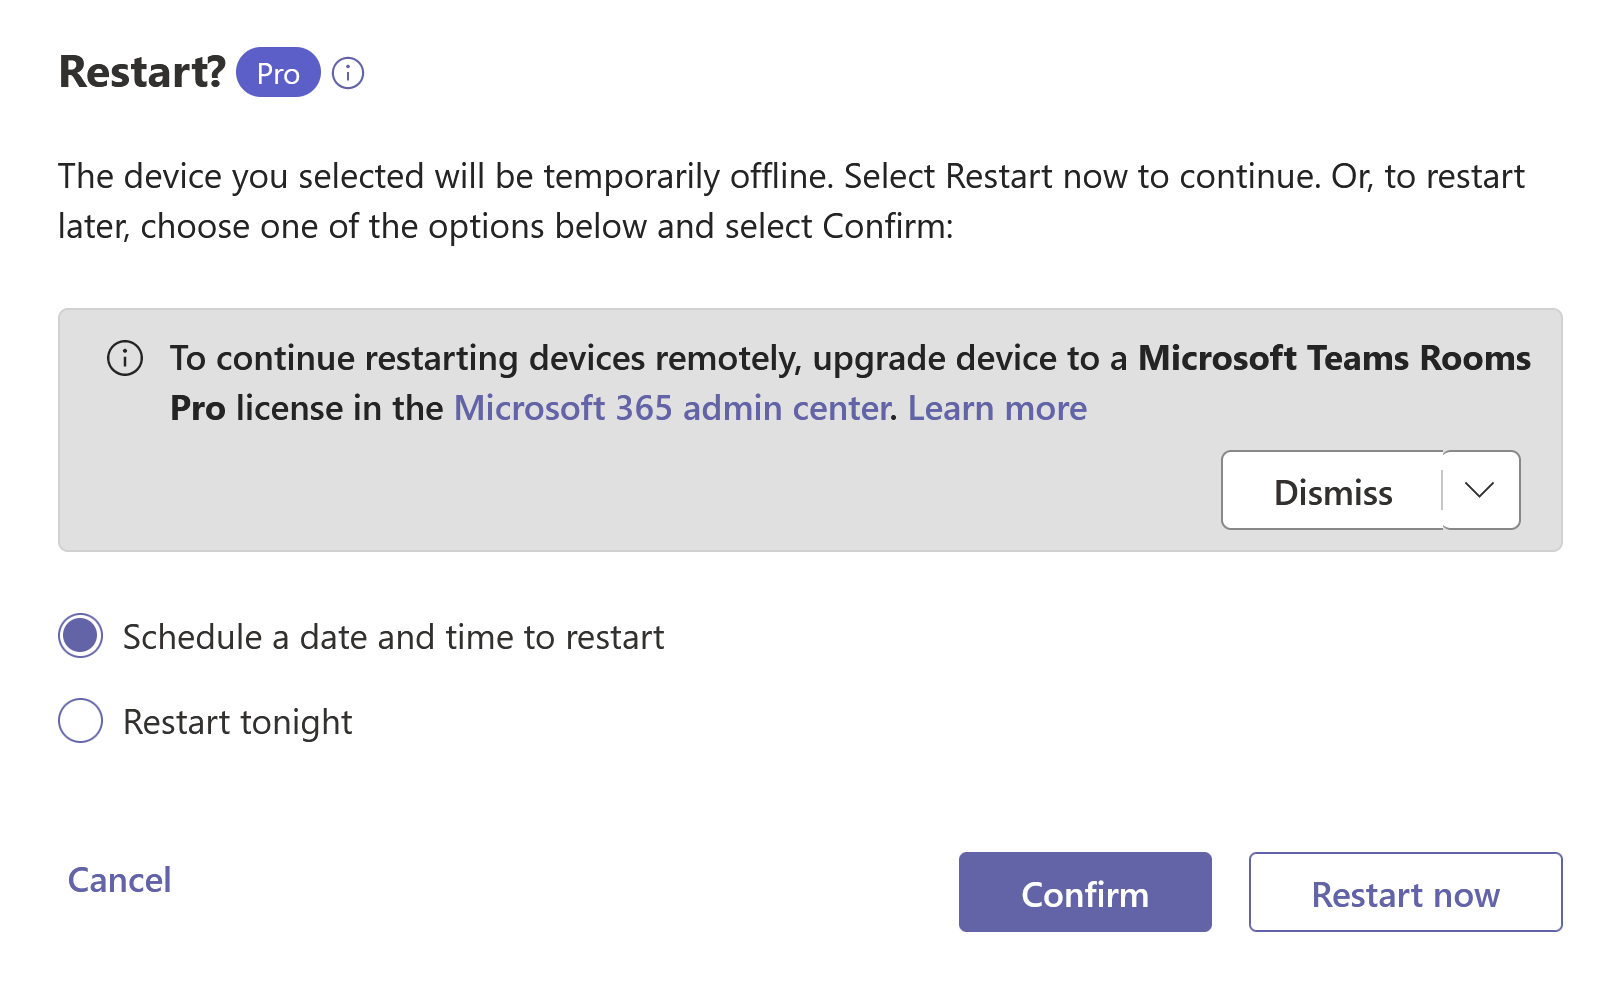 Restart? Pro
The device you selected will be temporarily offline. Select Restart now to continue. Or, to restart
later, choose one of the options below and select Confirm:
To continue restarting devices remotely, upgrade device to a Microsoft Teams Rooms
Pro license in the Microsoft 365 admin center. Learn more
Dismiss
Schedule a date and time to restart
Restart tonight
Cancel
Confirm
Restart now